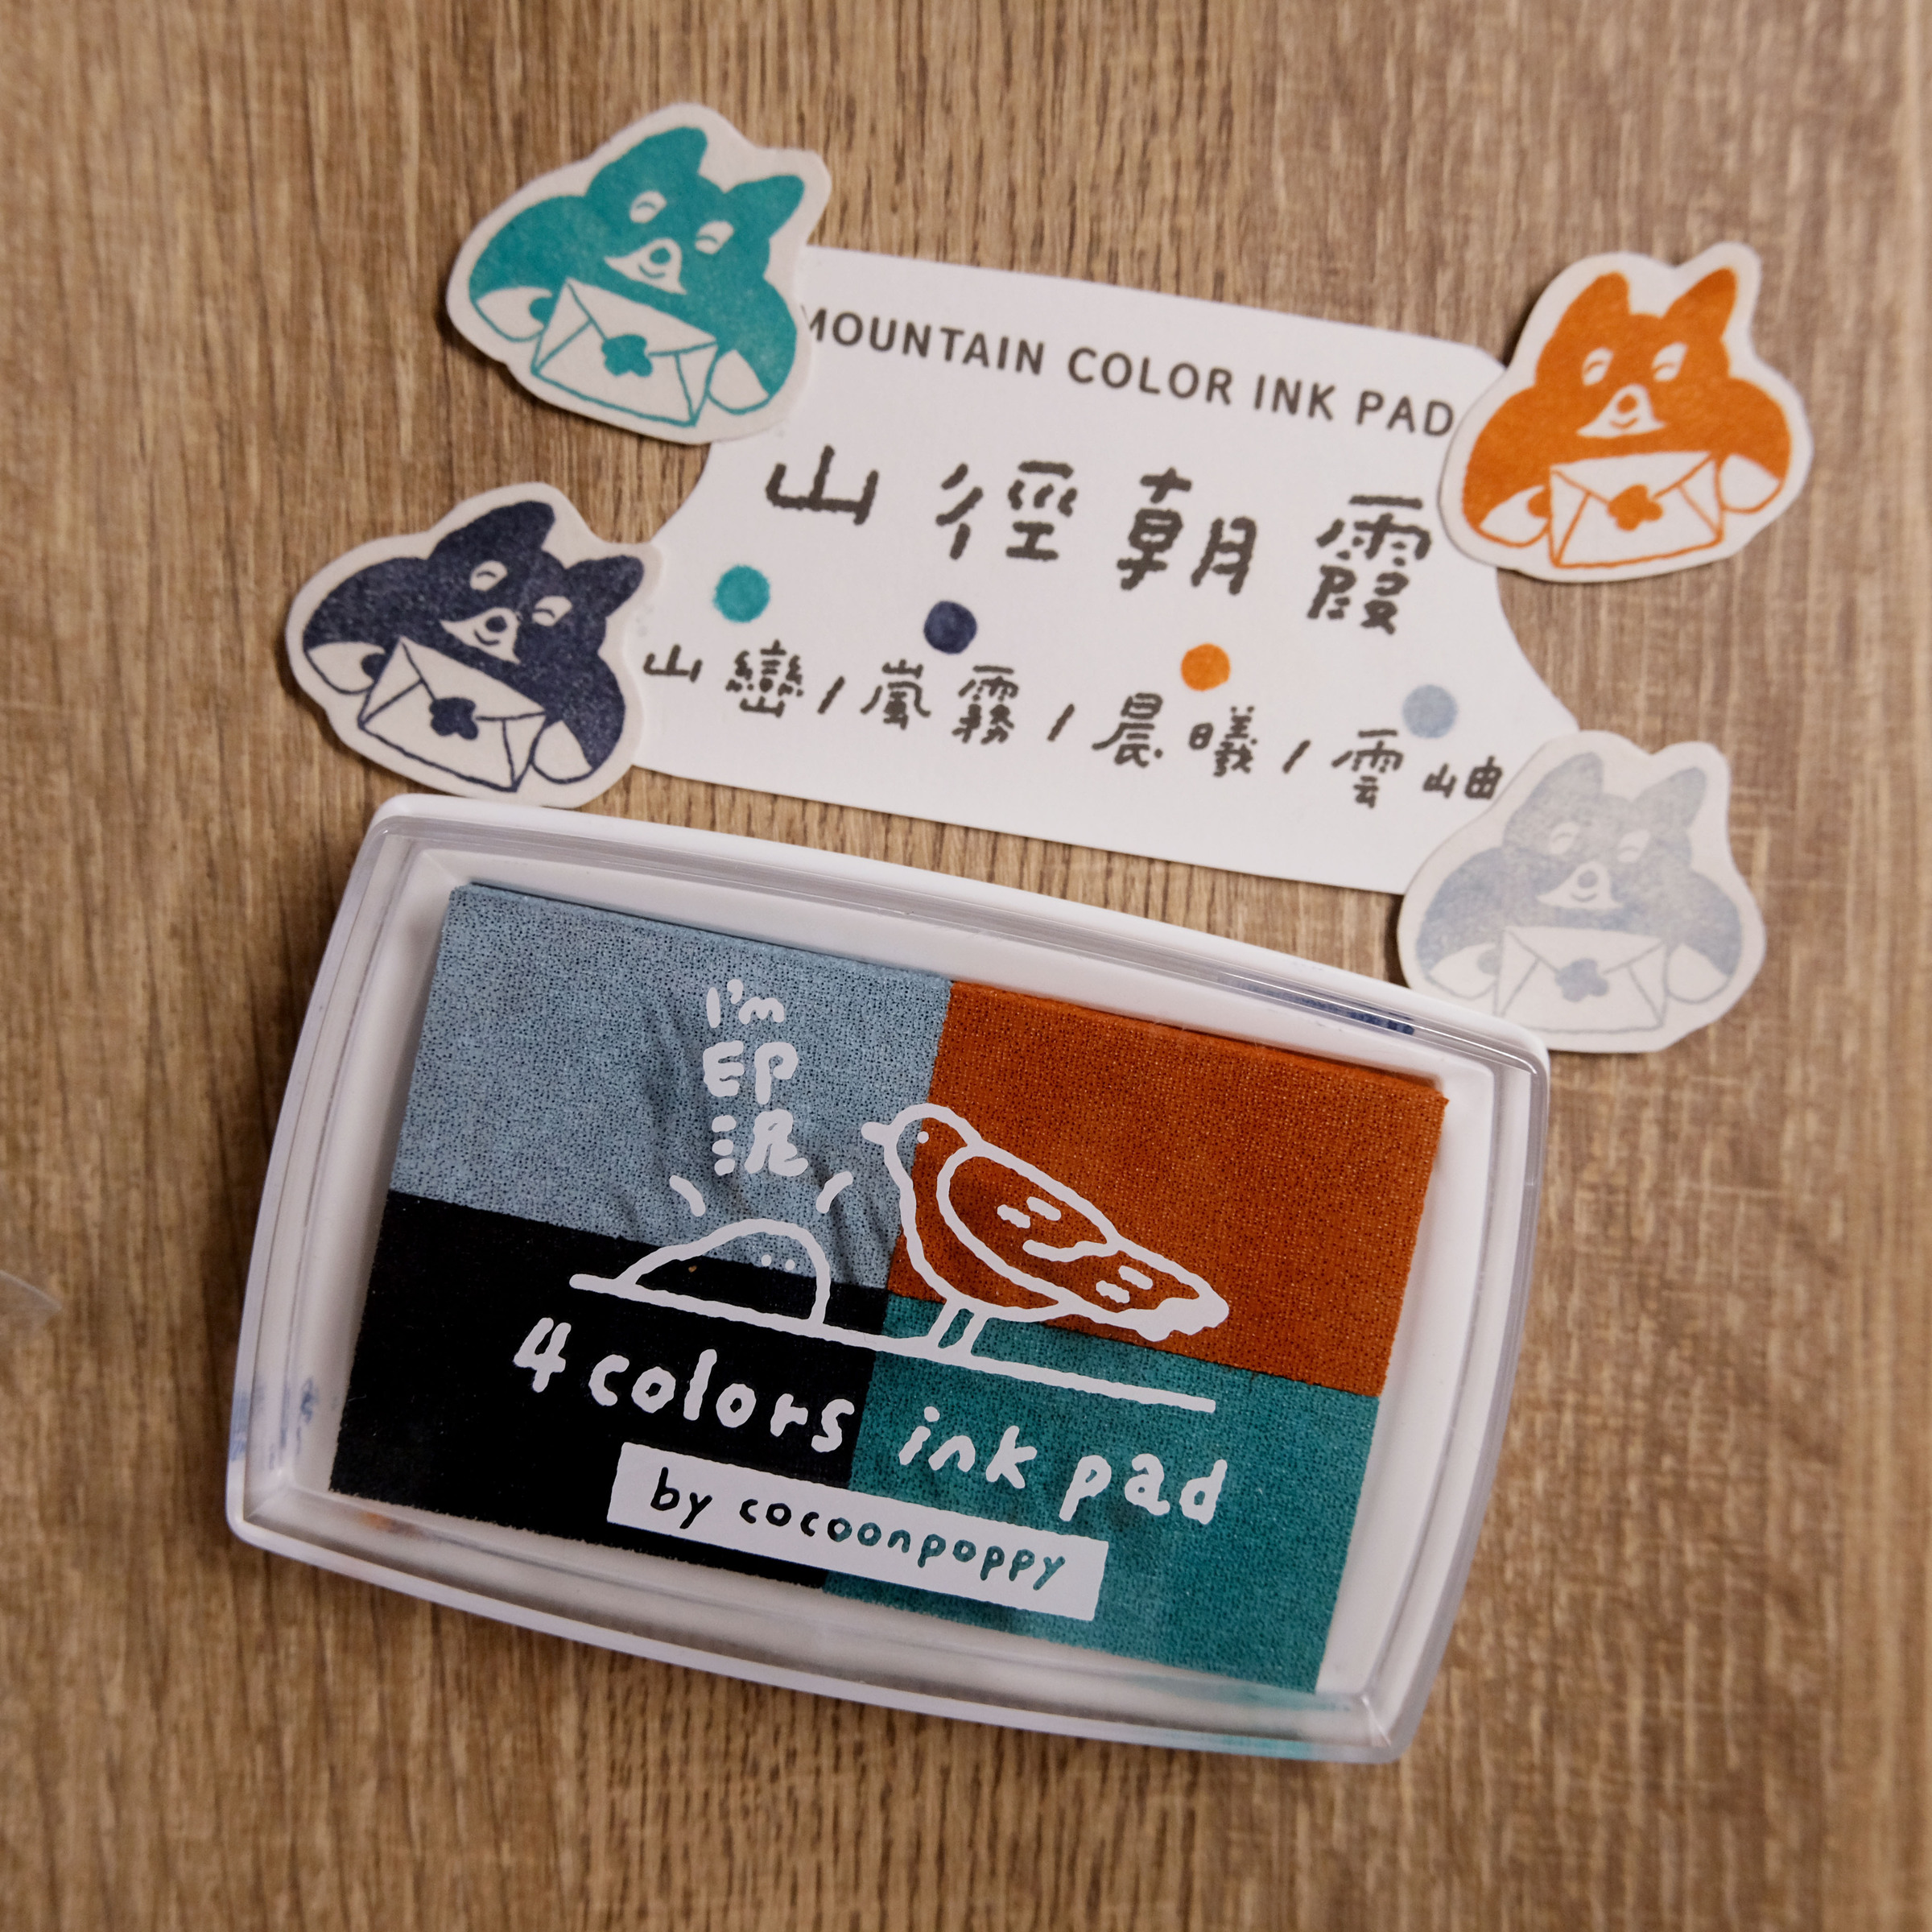 MOUNTAIN COLOR INK PAD
山徑朝霞
山巒/嵐霧/晨曦/雲岫
I'm
印
泥
4 colors ink pad
by cocoonpoppy